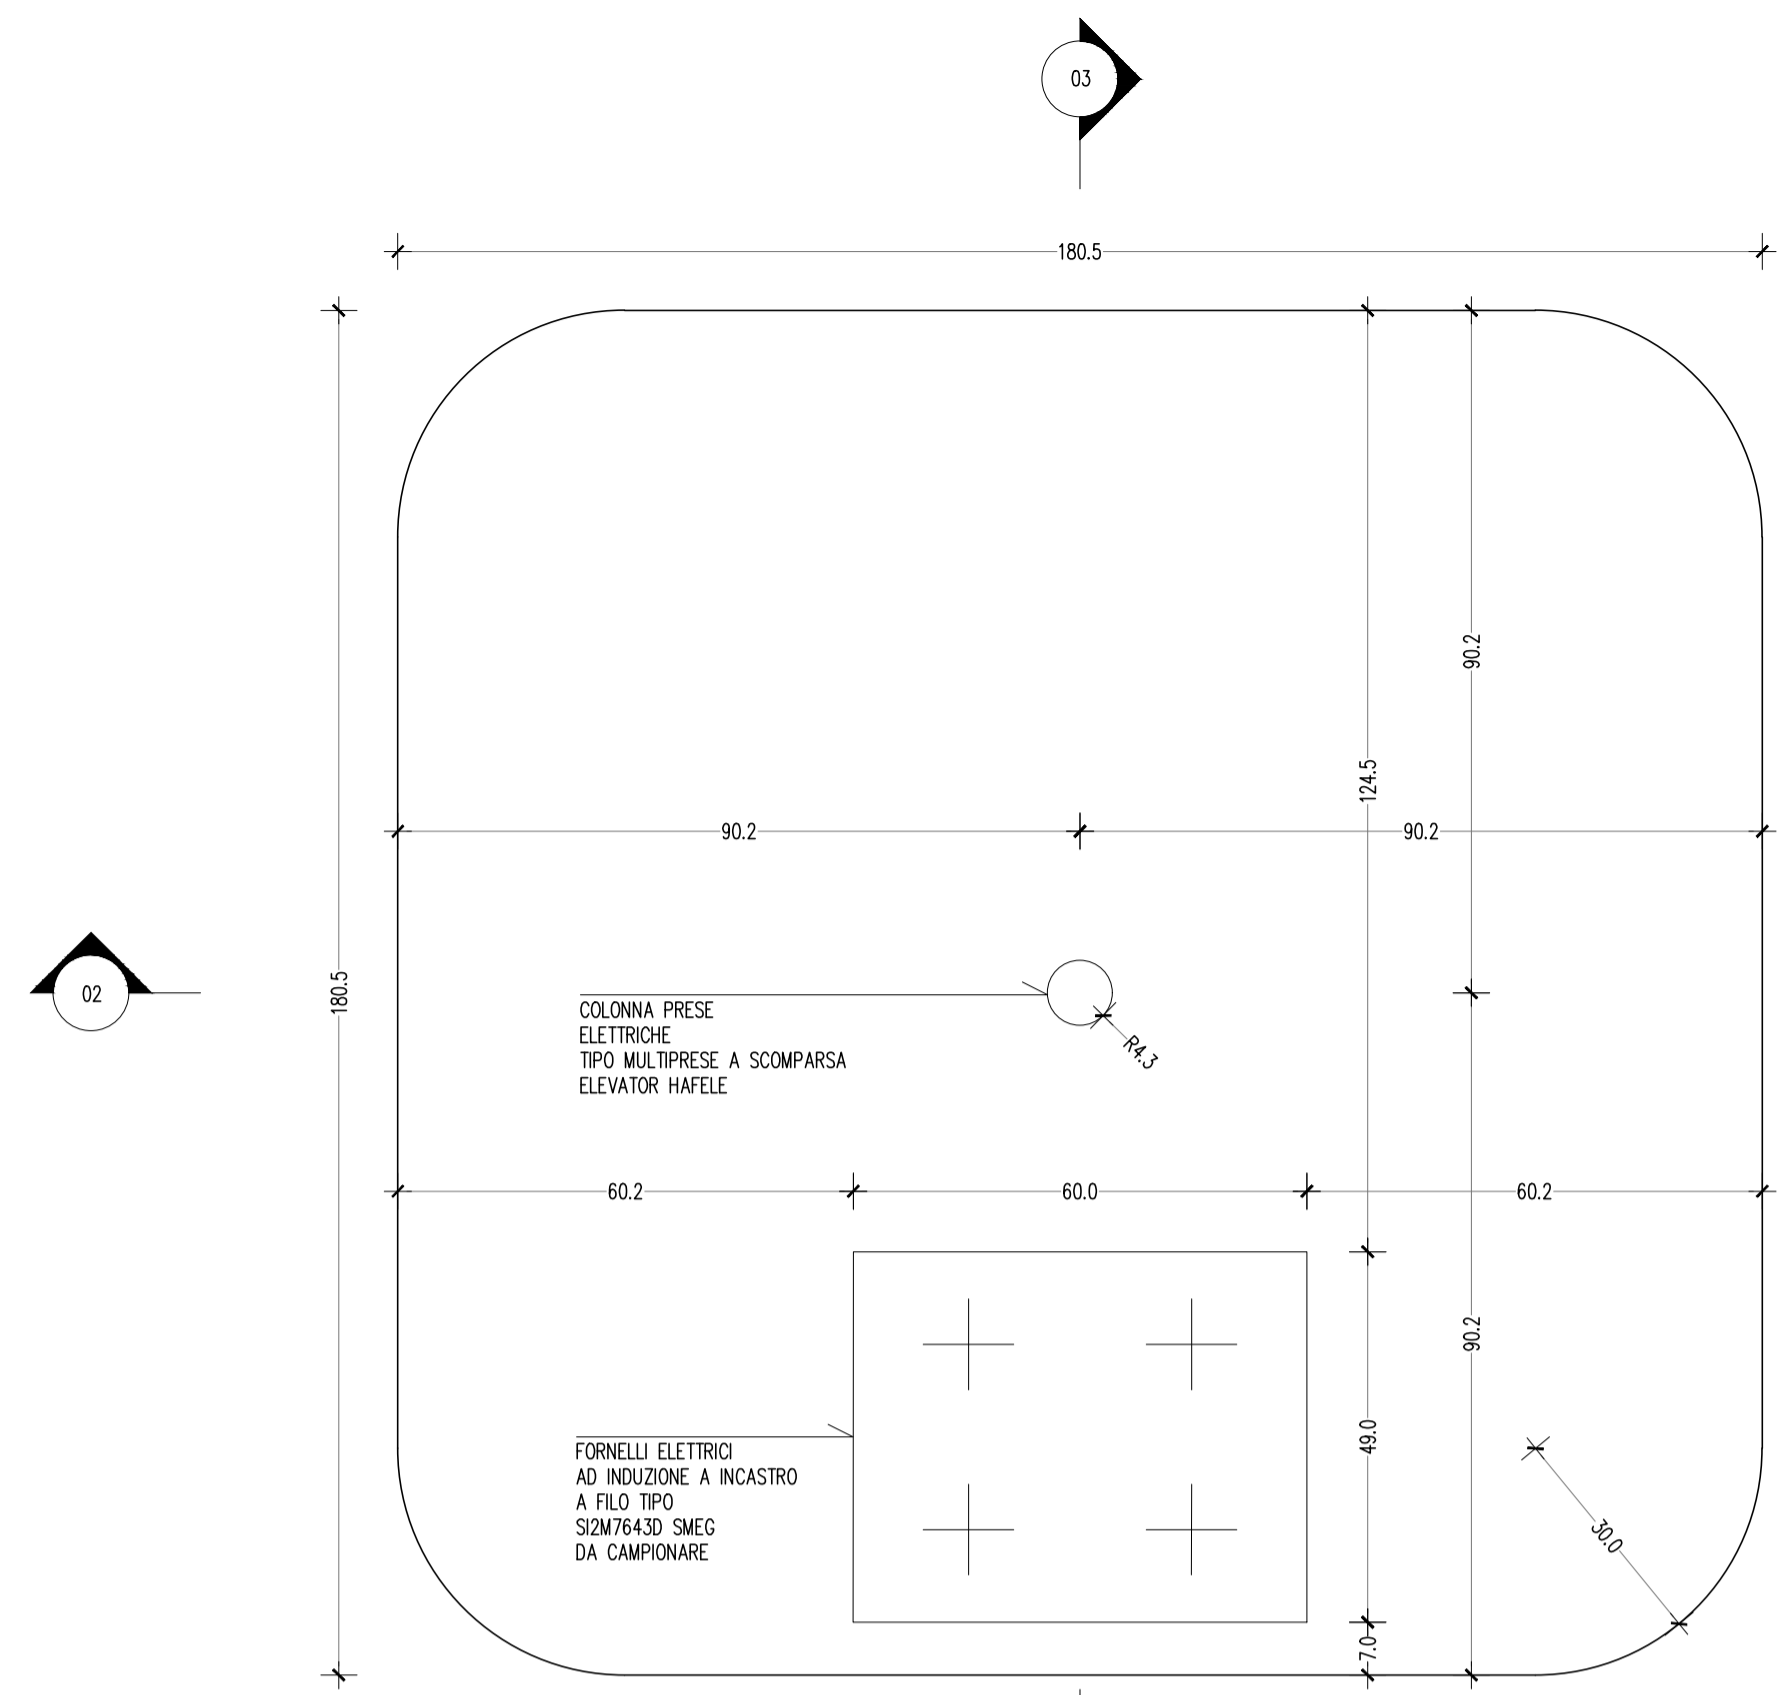 03
180.5
90.2
124.5
90.2
90.2
02
180.5
COLONNA PRESE
ELETTRICHE
TIPO MULTIPRESE A SCOMPARSA
ELEVATOR HAFELE
R4.3
60.2
60.0
60.2
90.2
49.0
FORNELLI ELETTRICI
AD INDUZIONE A INCASTRO
A FILO TIPO
SI2M7643D SMEG
DA CAMPIONARE
30.0
7.0